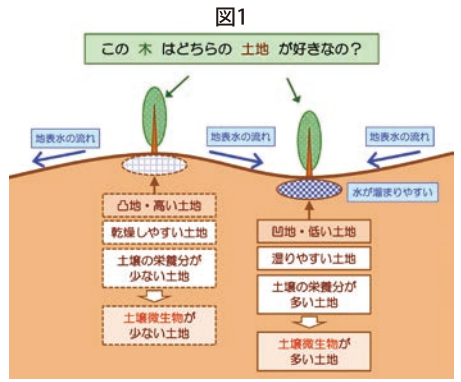 図1
この 木 はどちらの 土地 が好きなの？
地表水の流れ
地表水の流れ
地表水の流れ
水が溜まりやすい
凸地・高い土地
乾燥しやすい土地
土壌の栄養分が
少ない土地
土壌微生物が
少ない土地
凹地・低い土地
湿りやすい土地
土壌の栄養分が
多い土地
土壌微生物が
多い土地